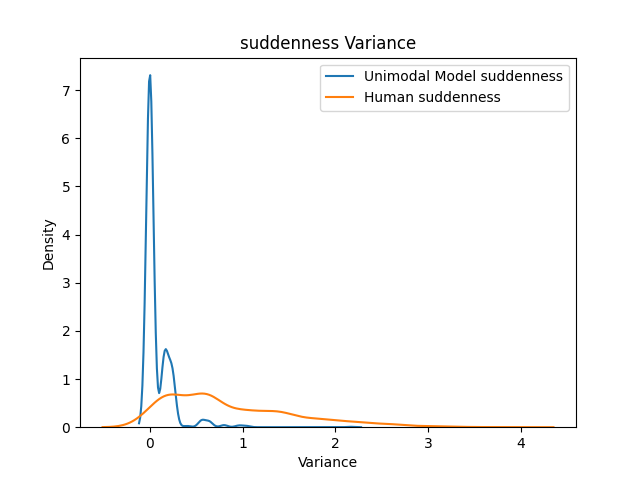 suddenness Variance
Unimodal Model suddenness
Human suddenness
7
6
5
4
3
2
1
0
Density
0 1 2 3 4
Variance